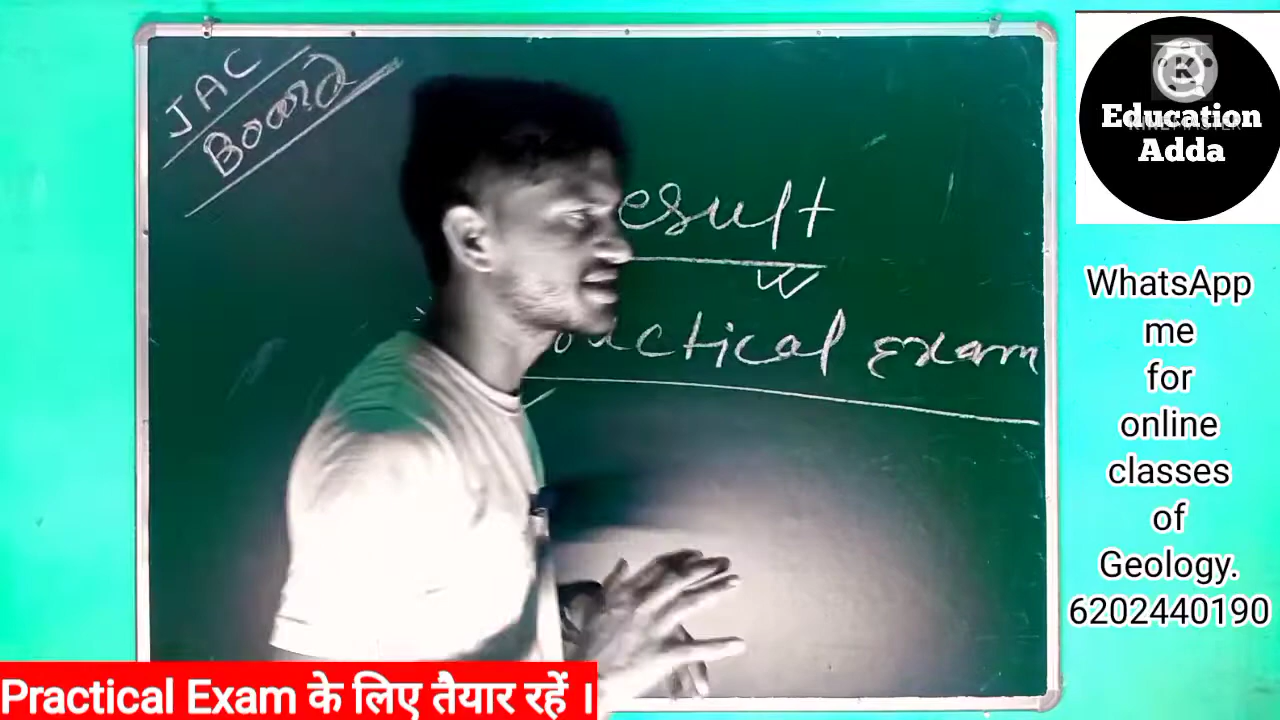 JAC
Board
esult
ctical exam
Education
Adda
WhatsApp
me
for
online
classes
of
Geology.
6202440190
Practical Exam के लिए तैयार रहें ।